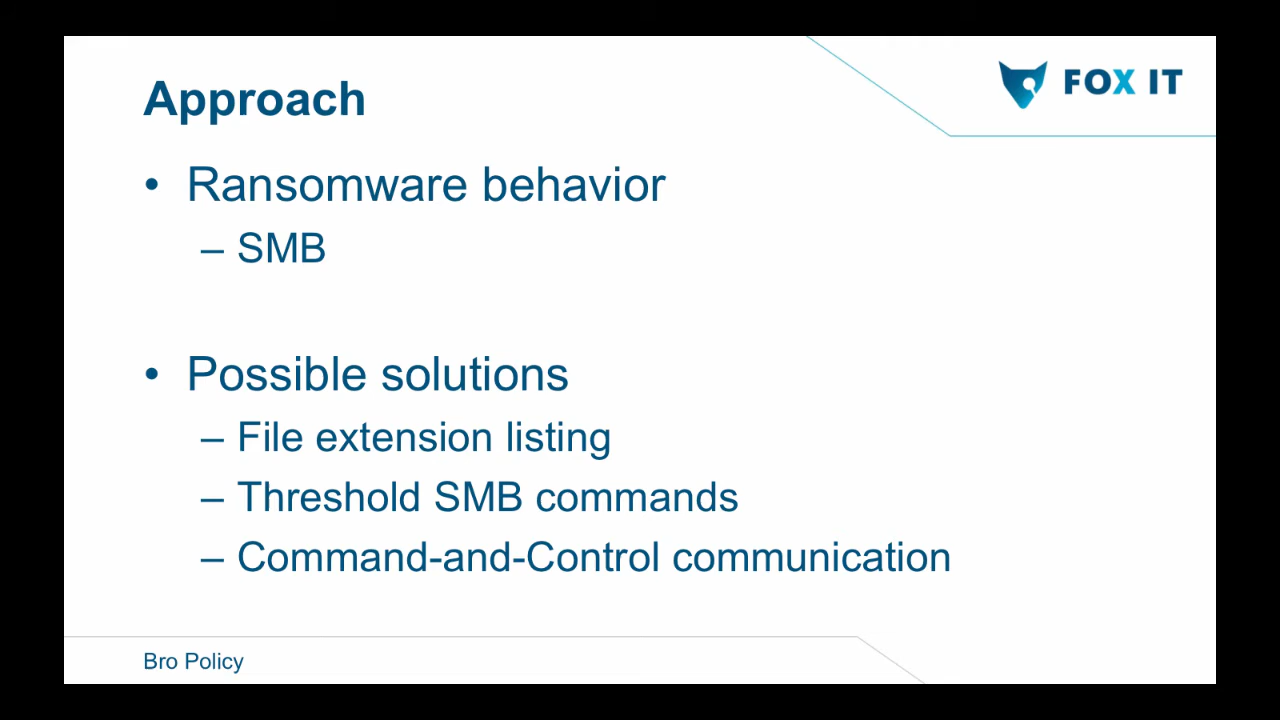 FOX IT
Approach
• Ransomware behavior
– SMB
• Possible solutions
– File extension listing
– Threshold SMB commands
– Command-and-Control communication
Bro Policy